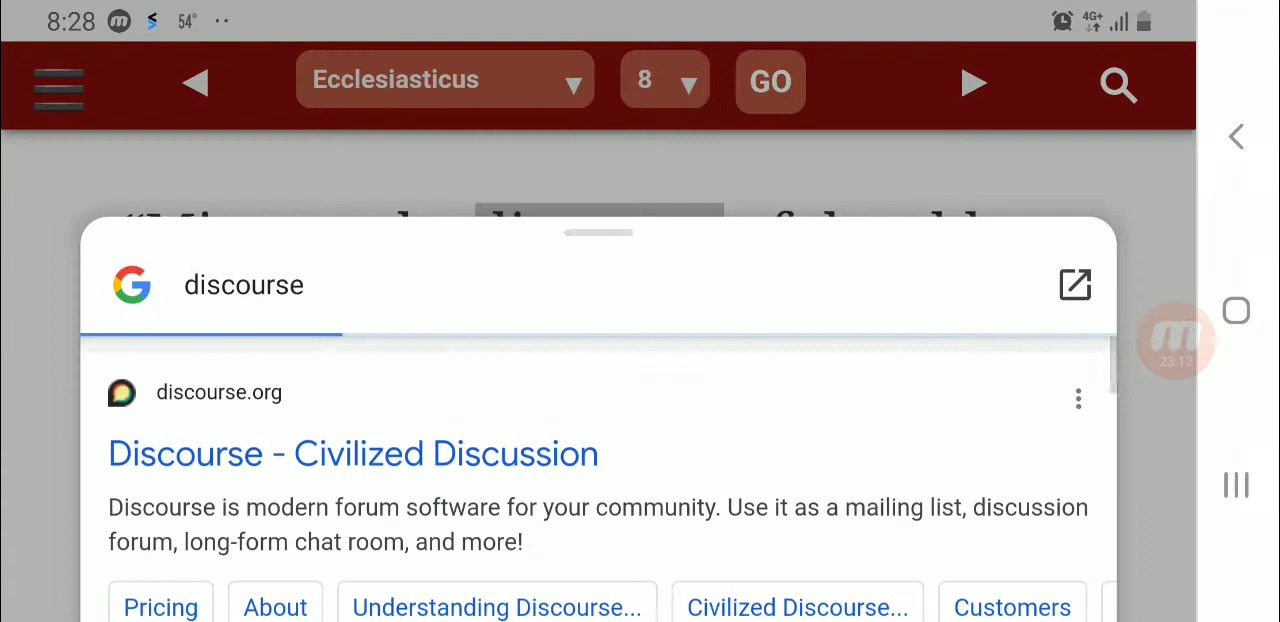 8:28 54°
4G+
Ecclesiasticus 8 GO
discourse
23:12
discourse.org
Discourse - Civilized Discussion
Discourse is modern forum software for your community. Use it as a mailing list, discussion
forum, long-form chat room, and more!
Pricing About Understanding Discourse... Civilized Discourse... Customers